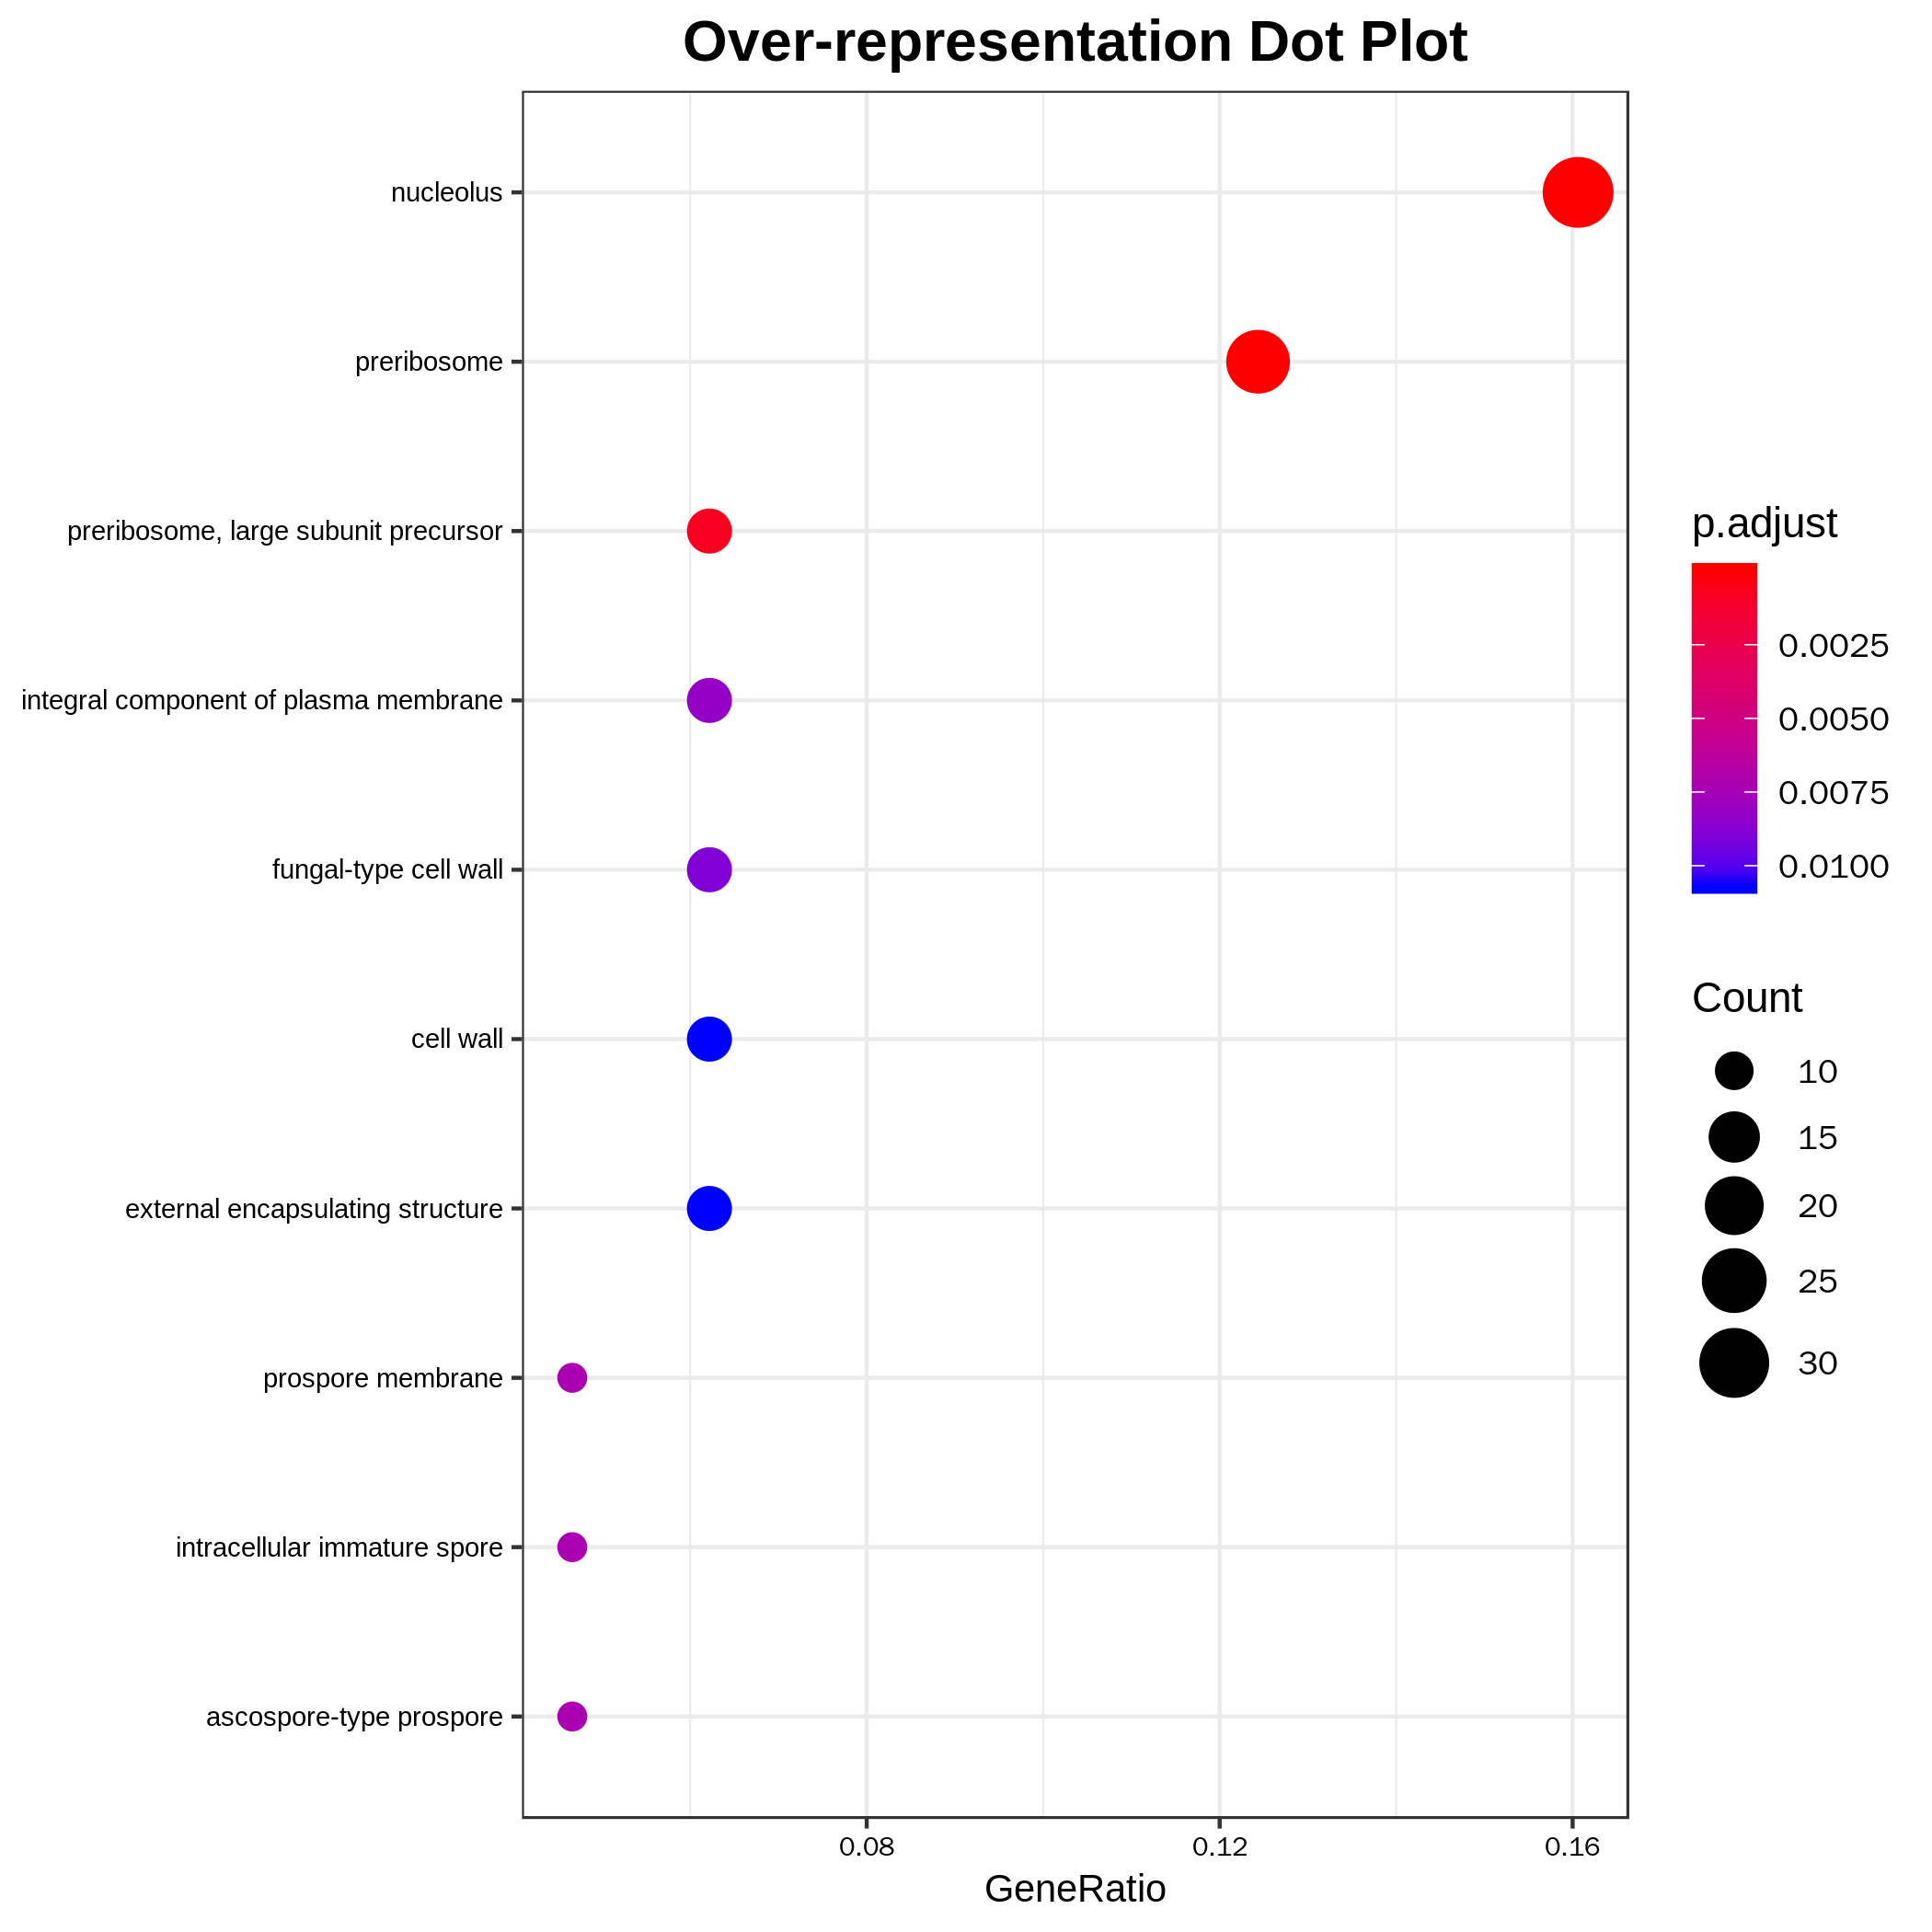 Over-representation Dot Plot
nucleolus
preribosome
preribosome, large subunit precursor
integral component of plasma membrane
fungal-type cell wall
cell wall
external encapsulating structure
prospore membrane
intracellular immature spore
ascospore-type prospore
0.08
0.12
0.16
GeneRatio
p.adjust
0.0025
0.0050
0.0075
0.0100
Count
10
15
20
25
30